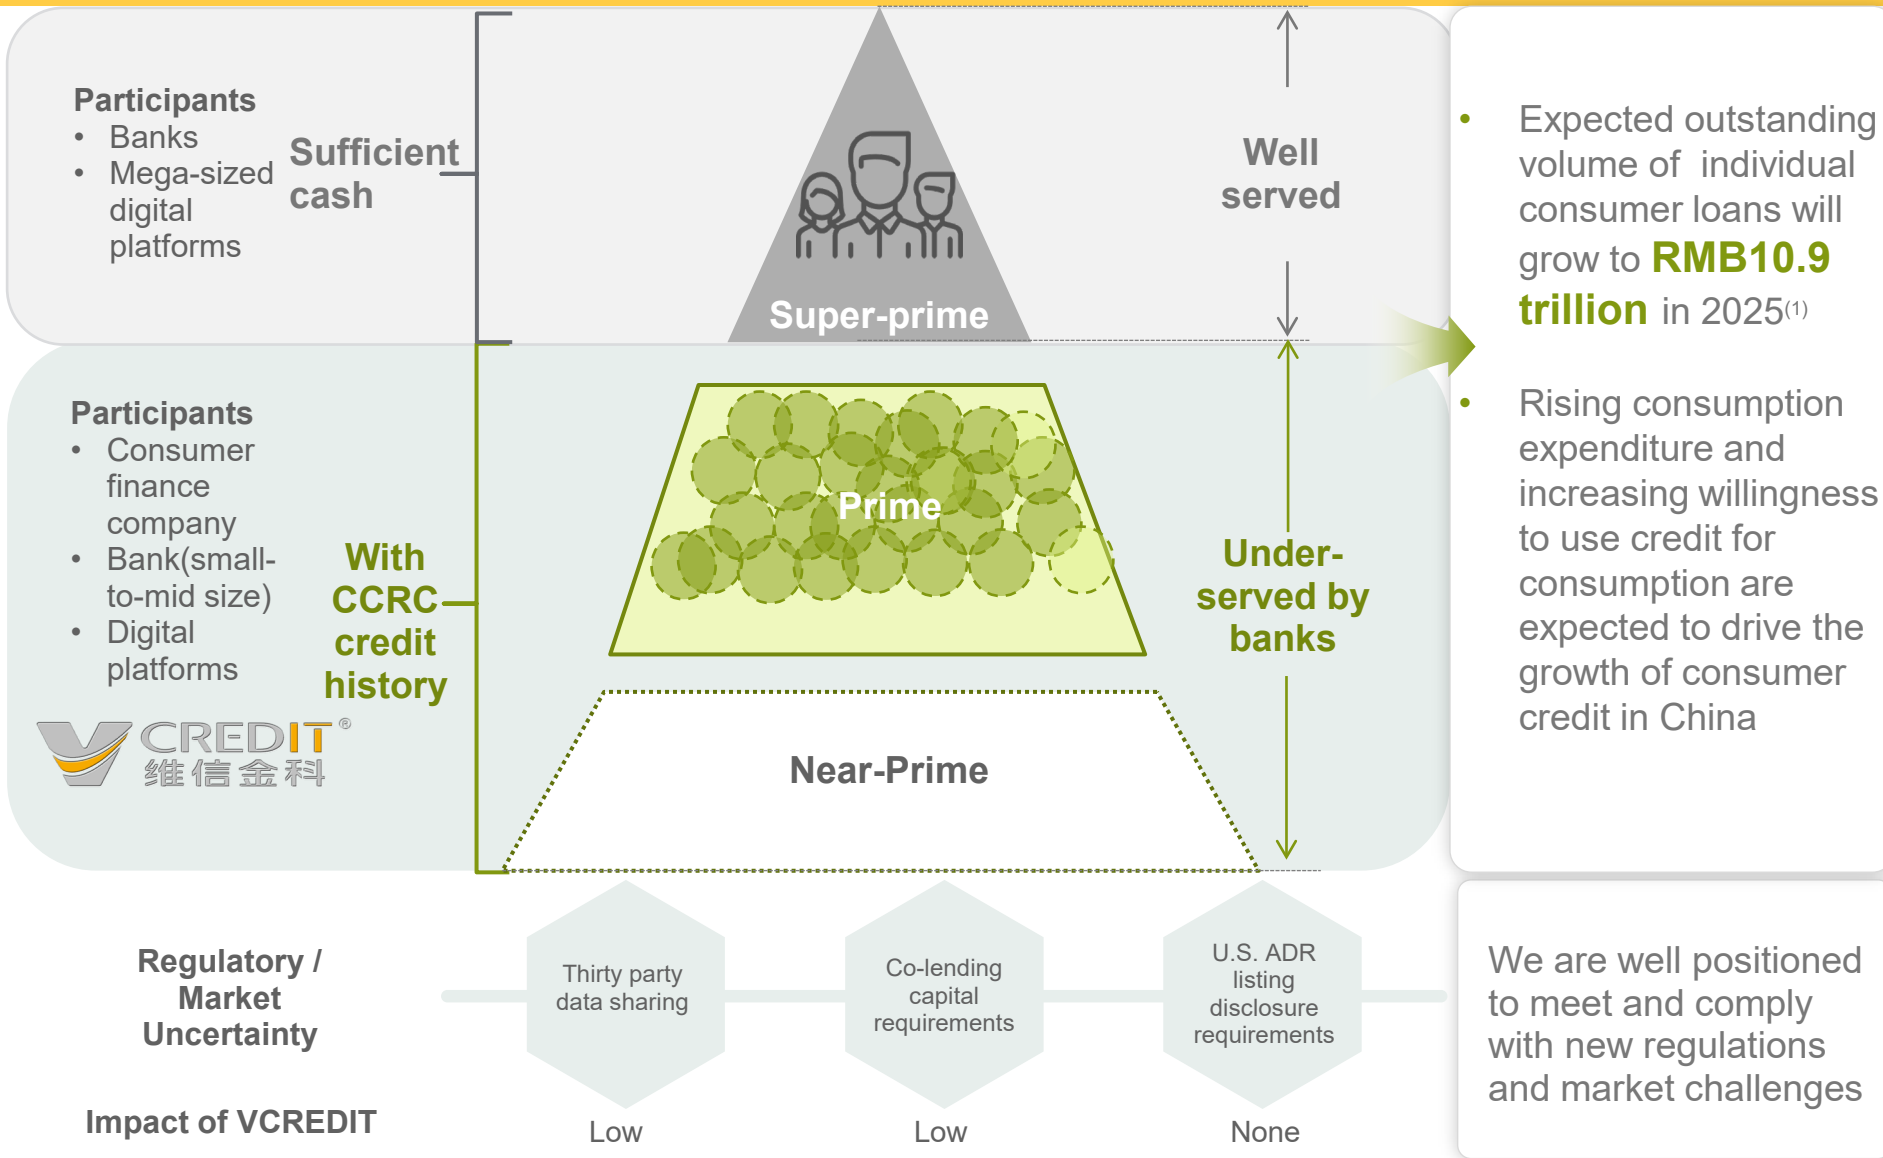 Participants
• Banks
• Mega-sized
digital
platforms
Sufficient
cash
Super-prime
Well
served
Participants
• Consumer
finance
company
• Bank(small-
to-mid size)
• Digital
platforms
VCREDIT®
维信金科
With
CCRC
credit
history
Prime
Near-Prime
Under-
served by
banks
• Expected outstanding
volume of individual
consumer loans will
grow to RMB10.9
trillion in 2025(1)
• Rising consumption
expenditure and
increasing willingness
to use credit for
consumption are
expected to drive the
growth of consumer
credit in China
Regulatory /
Market
Uncertainty
Thirty party
data sharing
Co-lending
capital
requirements
U.S. ADR
listing
disclosure
requirements
We are well positioned
to meet and comply
with new regulations
and market challenges
Impact of VCREDIT
Low
Low
None